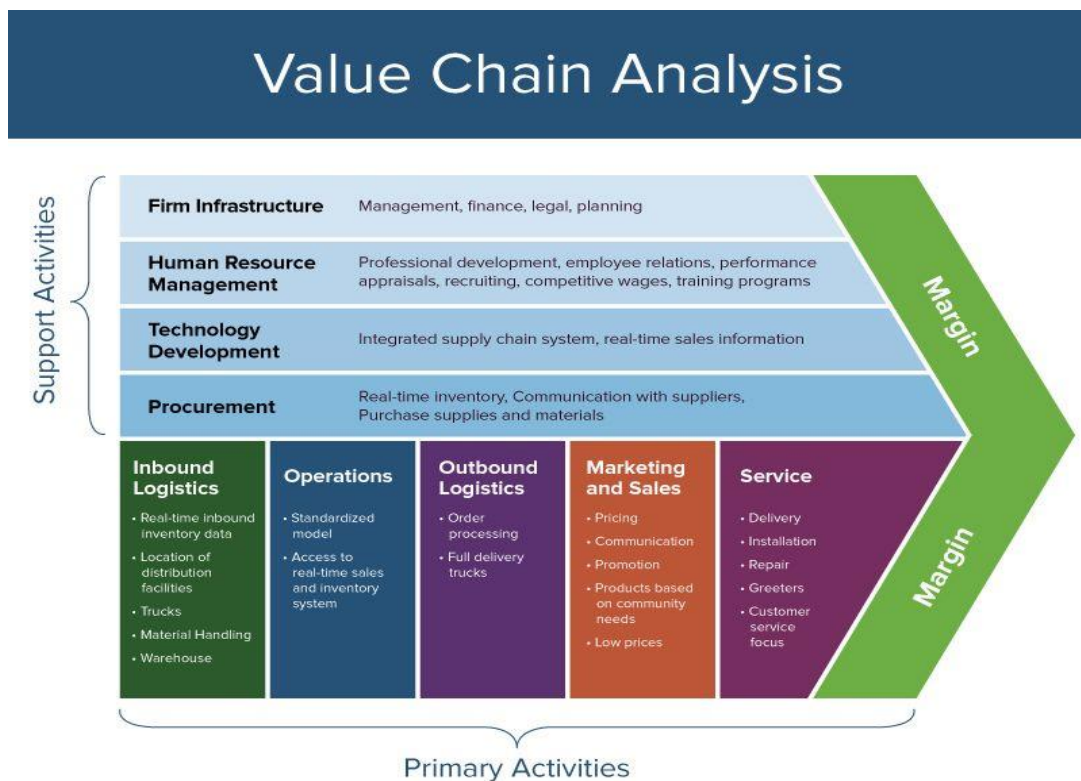 Value Chain Analysis
Support Activities
Firm Infrastructure
Management, finance, legal, planning
Human Resource
Management
Professional development, employee relations, performance
appraisals, recruiting, competitive wages, training programs
Technology
Development
Integrated supply chain system, real-time sales information
Procurement
Real-time inventory, Communication with suppliers,
Purchase supplies and materials
Margin
Inbound
Logistics
• Real-time inbound
inventory data
• Location of
distribution
facilities
• Trucks
• Material Handling
• Warehouse
Operations
• Standardized
model
• Access to
real-time sales
and inventory
system
Outbound
Logistics
• Order
processing
• Full delivery
trucks
Marketing
and Sales
• Pricing
• Communication
• Promotion
• Products based
on community
needs
• Low prices
Service
• Delivery
• Installation
• Repair
• Greeters
• Customer
service
focus
Margin
Primary Activities